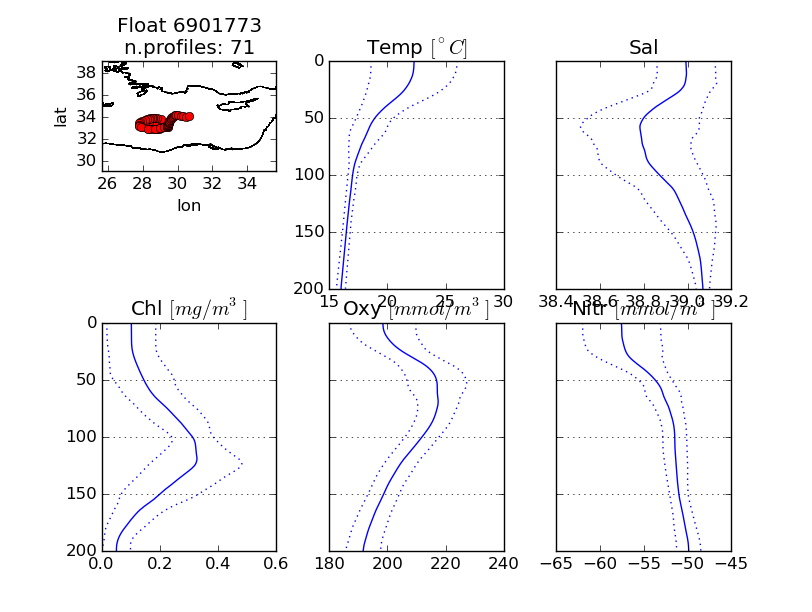 Float 6901773
n.profiles: 71
Temp [°C]
Sal
lat
38
36
34
32
30
26 28 30 32 34
lon
0
50
100
150
200
15 20 25 30
38.4 38.6 38.8 39.0 39.2
Chl [mg/m³]
Oxy [mmol/m³]
Nitr [mmol/m³]
0
50
100
150
200
0.0 0.2 0.4 0.6
180 200 220 240
−65 −60 −55 −50 −45